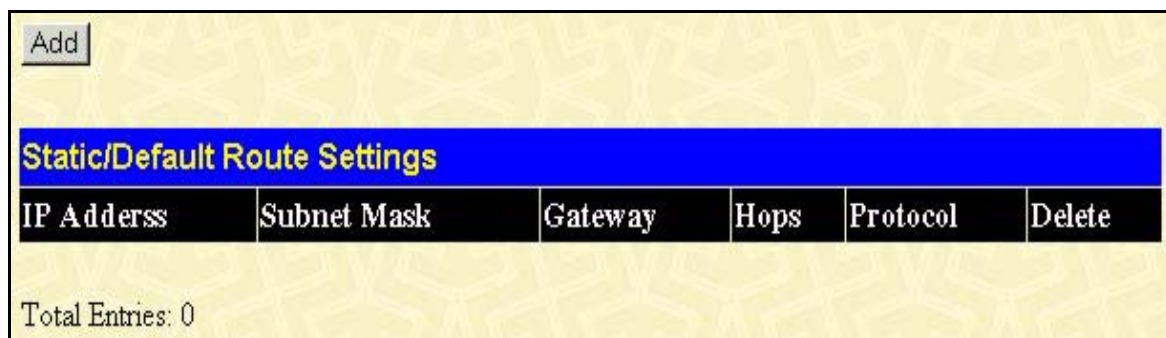 Add
Static/Default Route Settings
IP Adderss Subnet Mask Gateway Hops Protocol Delete
Total Entries: 0